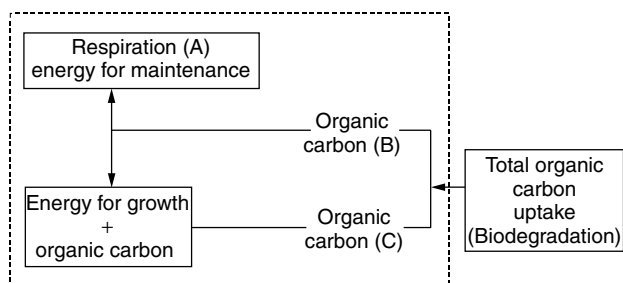 Respiration (A)
energy for maintenance
Organic
carbon (B)
Total organic
carbon
uptake
(Biodegradation)
Energy for growth
+
organic carbon
Organic
carbon (C)